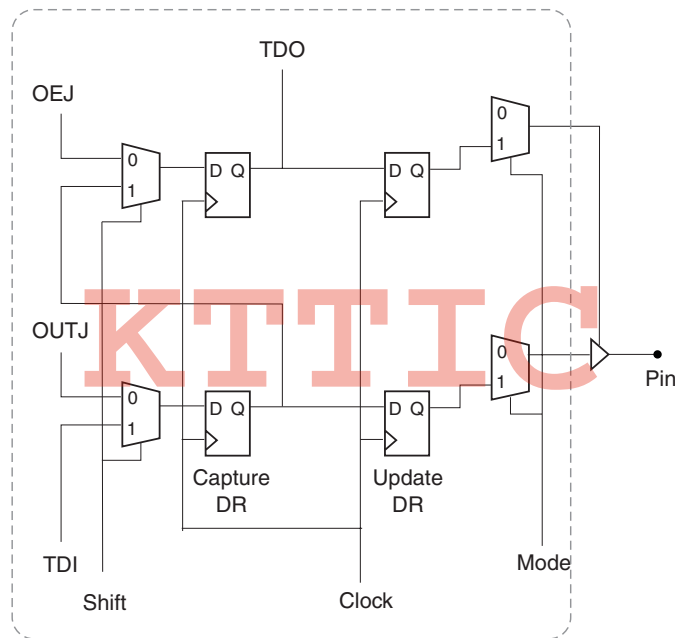 TDO
OEJ
0
1
D Q
D Q
0
1
KTTIC
OUTJ
0
1
D Q
D Q
0
1
Pin
Capture
DR
Update
DR
TDI
Shift
Clock
Mode